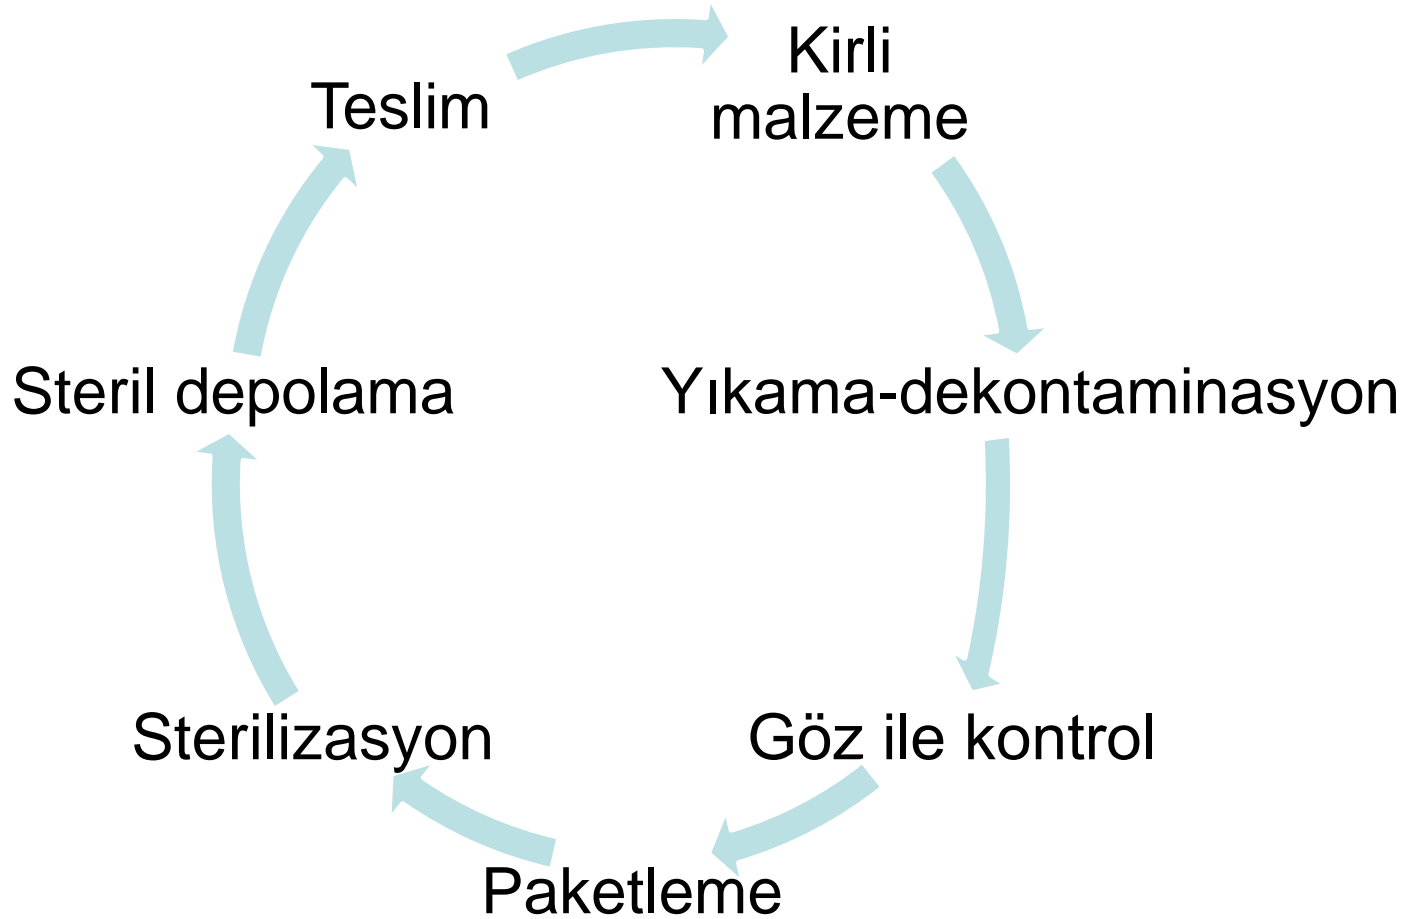 Kirli
malzeme
Yıkama-dekontaminasyon
Göz ile kontrol
Paketleme
Sterilizasyon
Steril depolama
Teslim